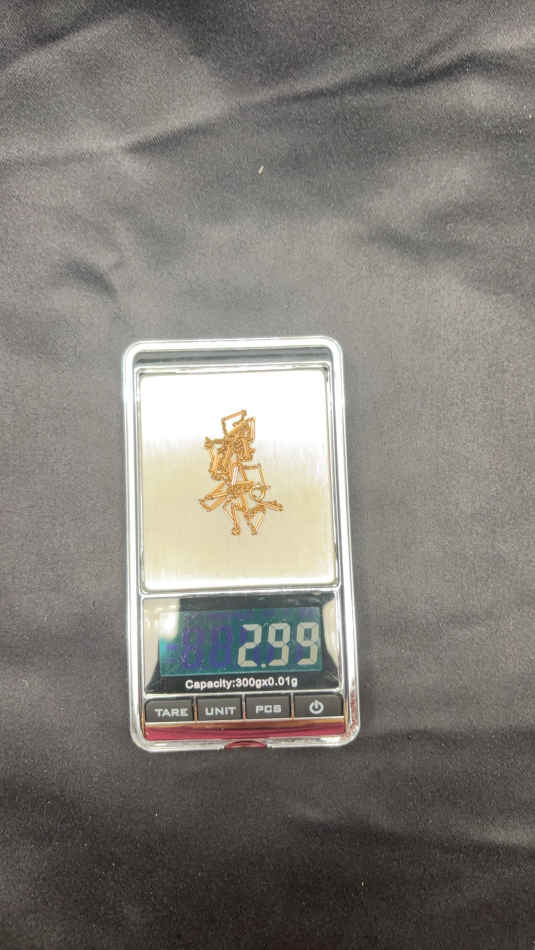 2.99
Capacity:300gx0.01g
TARE UNIT PCS